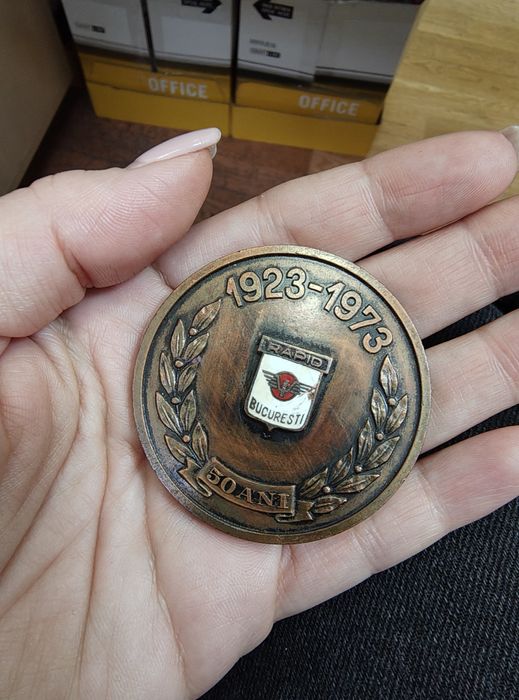 OFFICE
OFFICE
1923-1973
RAPID
BUCURESTI
50 ANI